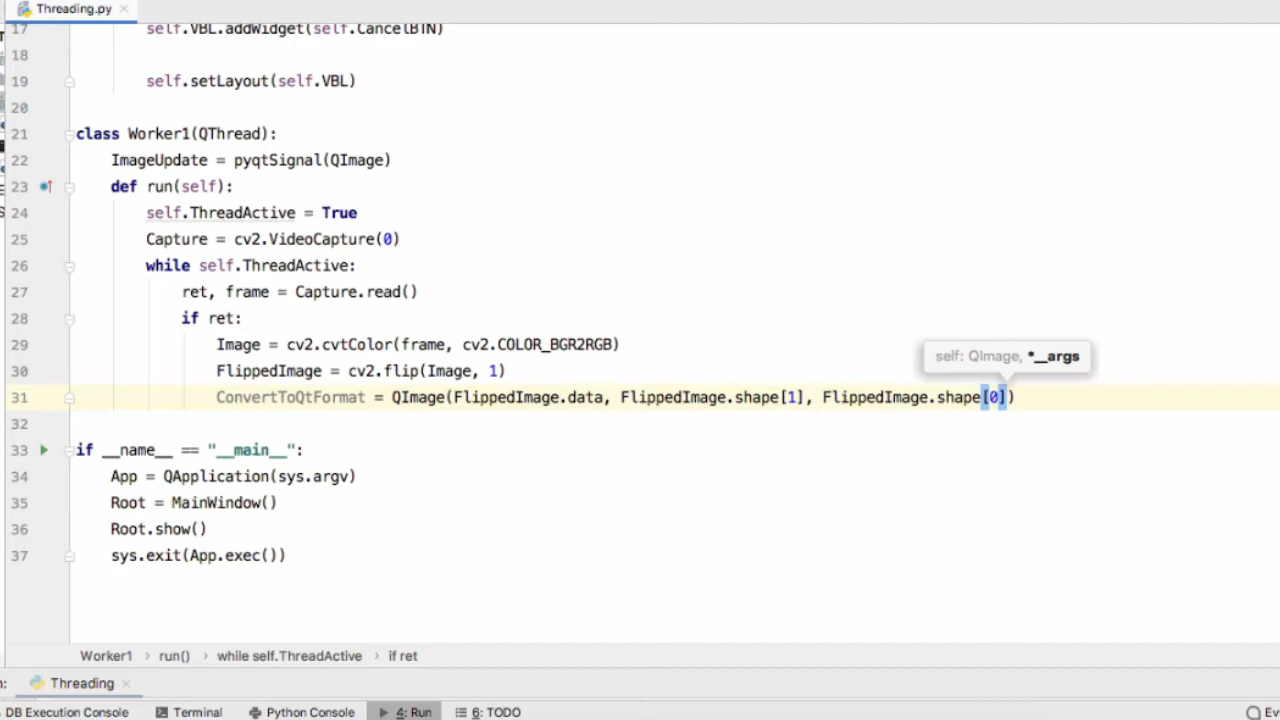 Threading.py
17 self.VBL.addWidget(self.CancelBTN)
18
19 self.setLayout(self.VBL)
20
21 class Worker1(QThread):
22 ImageUpdate = pyqtSignal(QImage)
23 def run(self):
24 self.ThreadActive = True
25 Capture = cv2.VideoCapture(0)
26 while self.ThreadActive:
27 ret, frame = Capture.read()
28 if ret:
29 Image = cv2.cvtColor(frame, cv2.COLOR_BGR2RGB)
self: QImage, *__args
30 FlippedImage = cv2.flip(Image, 1)
31 ConvertToQtFormat = QImage(FlippedImage.data, FlippedImage.shape[1], FlippedImage.shape[0])
32
33 if __name__ == "__main__":
34 App = QApplication(sys.argv)
35 Root = MainWindow()
36 Root.show()
37 sys.exit(App.exec())
Worker1 › run() › while self.ThreadActive › if ret
Threading
DB Execution Console Terminal Python Console 4: Run 6: TODO